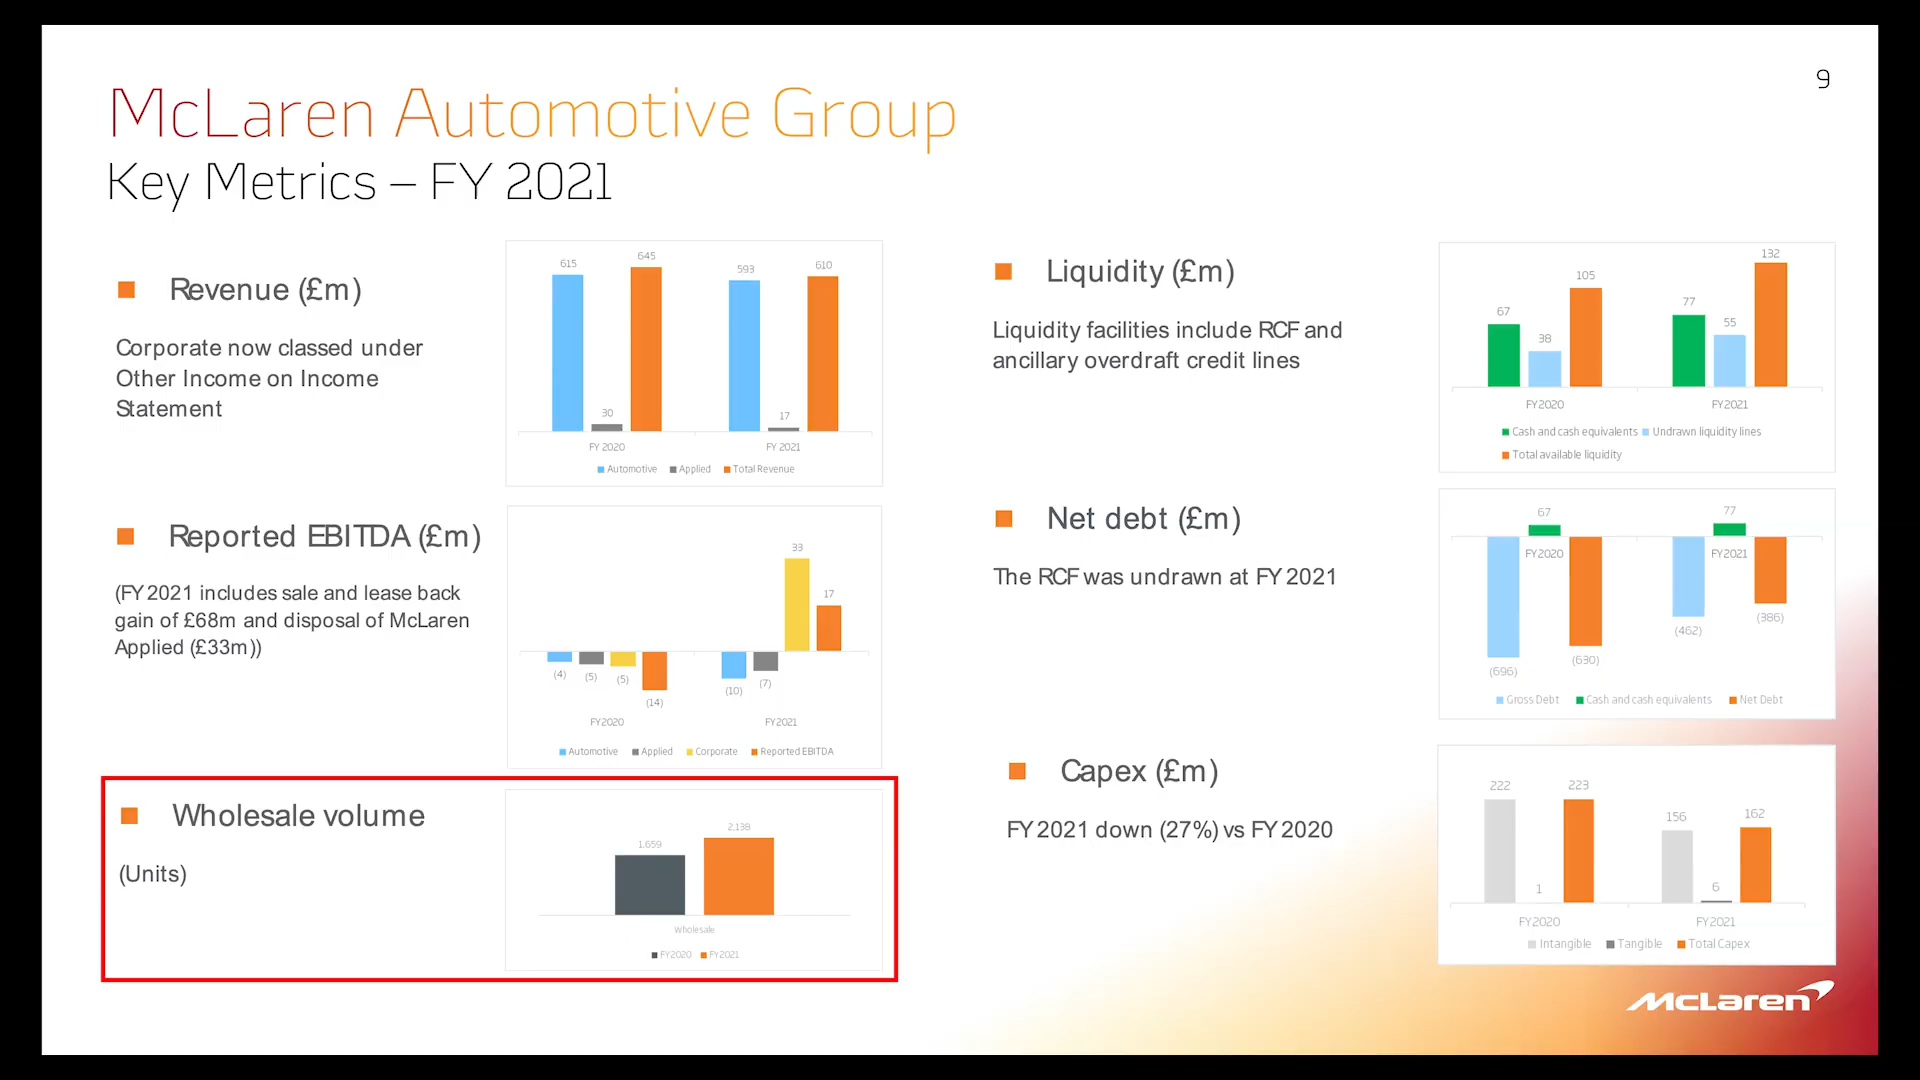 9
McLaren Automotive Group
Key Metrics – FY 2021
Revenue (£m)
Corporate now classed under
Other Income on Income
Statement
615 30 645 593 17 610
FY 2020 FY 2021
Automotive Applied Total Revenue
Reported EBITDA (£m)
(FY 2021 includes sale and lease back
gain of £68m and disposal of McLaren
Applied (£33m))
33
17
(4) (5) (5) (14) (10) (7)
FY2020 FY2021
Automotive Applied Corporate Reported EBITDA
Wholesale volume
(Units)
1,659 2,138
Wholesale
FY2020 FY2021
Liquidity (£m)
Liquidity facilities include RCF and
ancillary overdraft credit lines
67 38 105 77 55 132
FY2020 FY2021
Cash and cash equivalents Undrawn liquidity lines
Total available liquidity
Net debt (£m)
The RCF was undrawn at FY 2021
67 77
FY2020 FY2021
(696) (630) (462) (386)
Gross Debt Cash and cash equivalents Net Debt
Capex (£m)
FY 2021 down (27%) vs FY 2020
222 1 223 156 6 162
FY2020 FY2021
Intangible Tangible Total Capex
McLaren